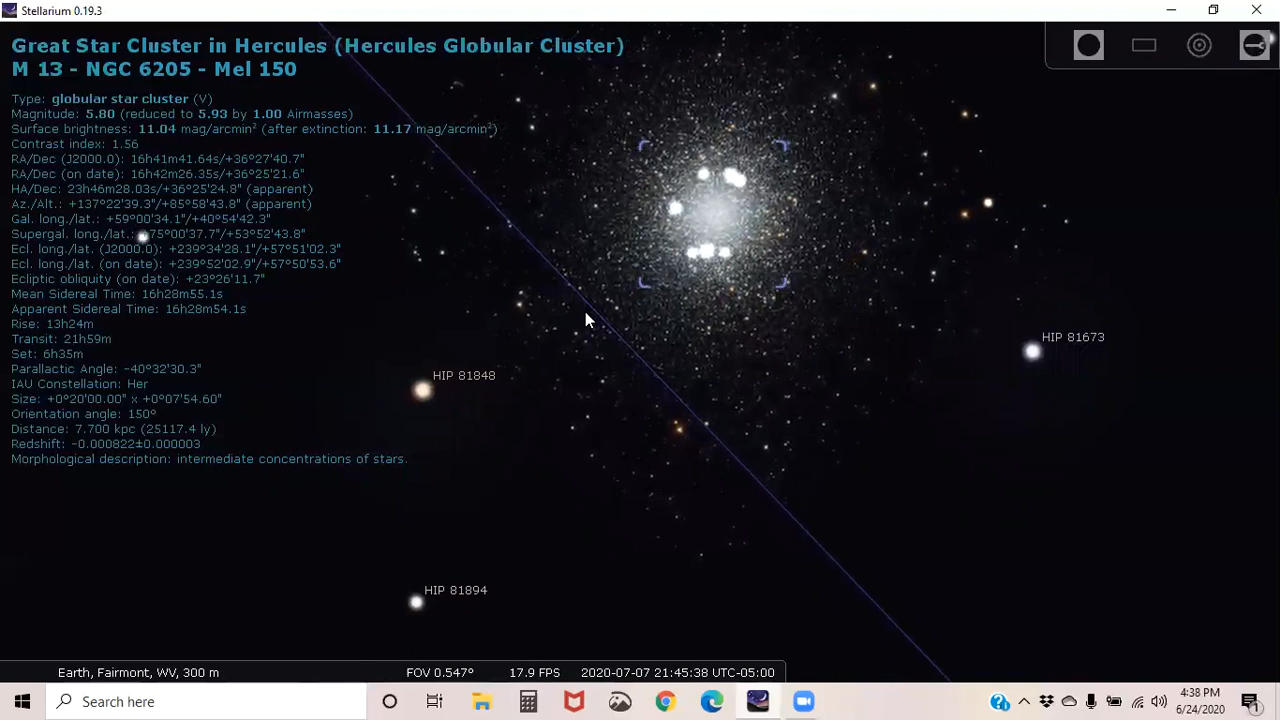 Stellarium 0.19.3
Great Star Cluster in Hercules (Hercules Globular Cluster)
M 13 - NGC 6205 - Mel 150
Type: globular star cluster (V)
Magnitude: 5.80 (reduced to 5.93 by 1.00 Airmasses)
Surface brightness: 11.04 mag/arcmin² (after extinction: 11.17 mag/arcmin²)
Contrast index: 1.56
RA/Dec (J2000.0): 16h41m41.64s/+36°27'40.7"
RA/Dec (on date): 16h42m26.35s/+36°25'21.6"
HA/Dec: 23h46m28.03s/+36°25'24.8" (apparent)
Az./Alt.: +137°22'39.3"/+85°58'43.8" (apparent)
Gal. long./lat.: +59°00'34.1"/+40°54'42.3"
Supergal. long./lat.: 75°00'37.7"/+53°52'43.8"
Ecl. long./lat. (J2000.0): +239°34'28.1"/+57°51'02.3"
Ecl. long./lat. (on date): +239°52'02.9"/+57°50'53.6"
Ecliptic obliquity (on date): +23°26'11.7"
Mean Sidereal Time: 16h28m55.1s
Apparent Sidereal Time: 16h28m54.1s
Rise: 13h24m
Transit: 21h59m
Set: 6h35m
Parallactic Angle: -40°32'30.3"
IAU Constellation: Her
Size: +0°20'00.00" x +0°07'54.60"
Orientation angle: 150°
Distance: 7.700 kpc (25117.4 ly)
Redshift: -0.000822±0.000003
Morphological description: intermediate concentrations of stars.
HIP 81673
HIP 81848
HIP 81894
Earth, Fairmont, WV, 300 m FOV 0.547° 17.9 FPS 2020-07-07 21:45:38 UTC-05:00
Search here
4:38 PM
6/24/2020
1